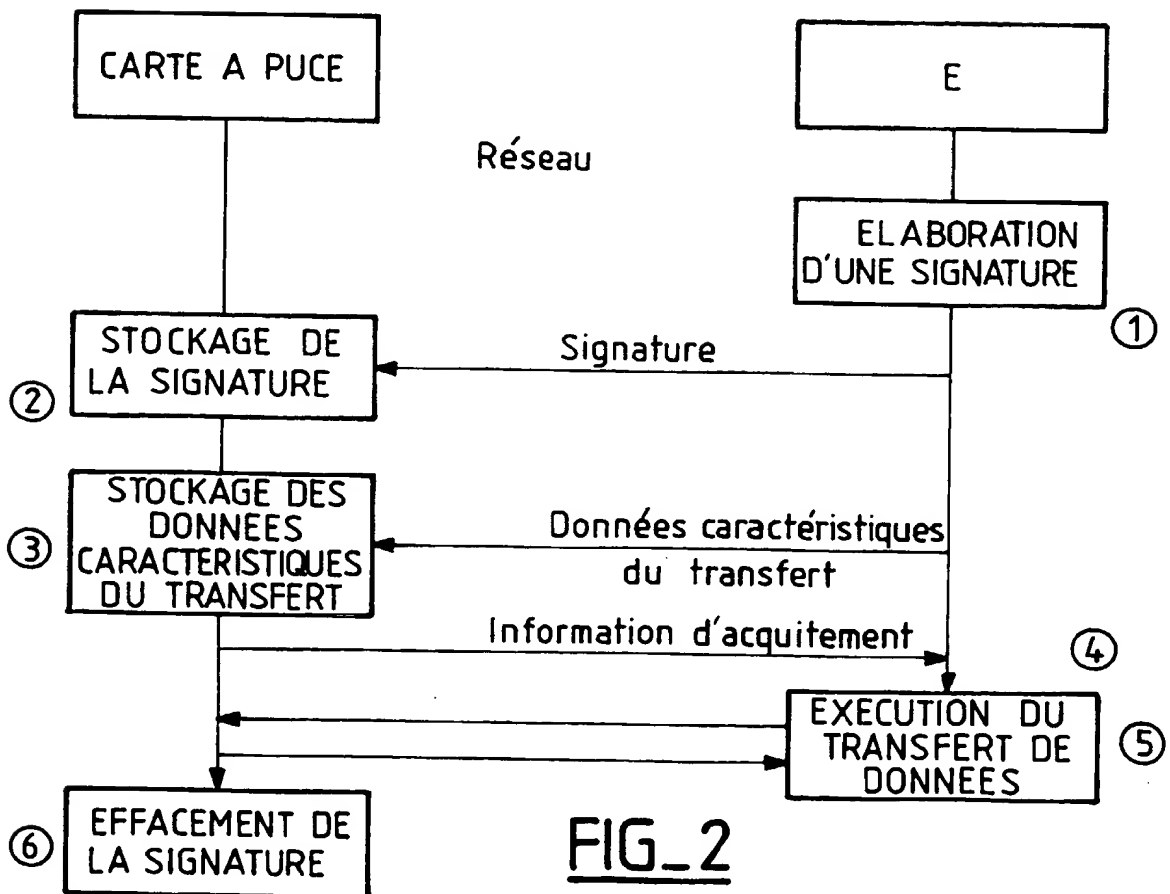 CARTE A PUCE
E
Réseau
ELABORATION
D'UNE SIGNATURE
①
STOCKAGE DE
LA SIGNATURE
②
Signature
STOCKAGE DES
DONNEES
CARACTERISTIQUES
DU TRANSFERT
③
Données caractéristiques
du transfert
Information d'acquitement
④
EXECUTION DU
TRANSFERT DE
DONNEES
⑤
EFFACEMENT DE
LA SIGNATURE
⑥
FIG_2